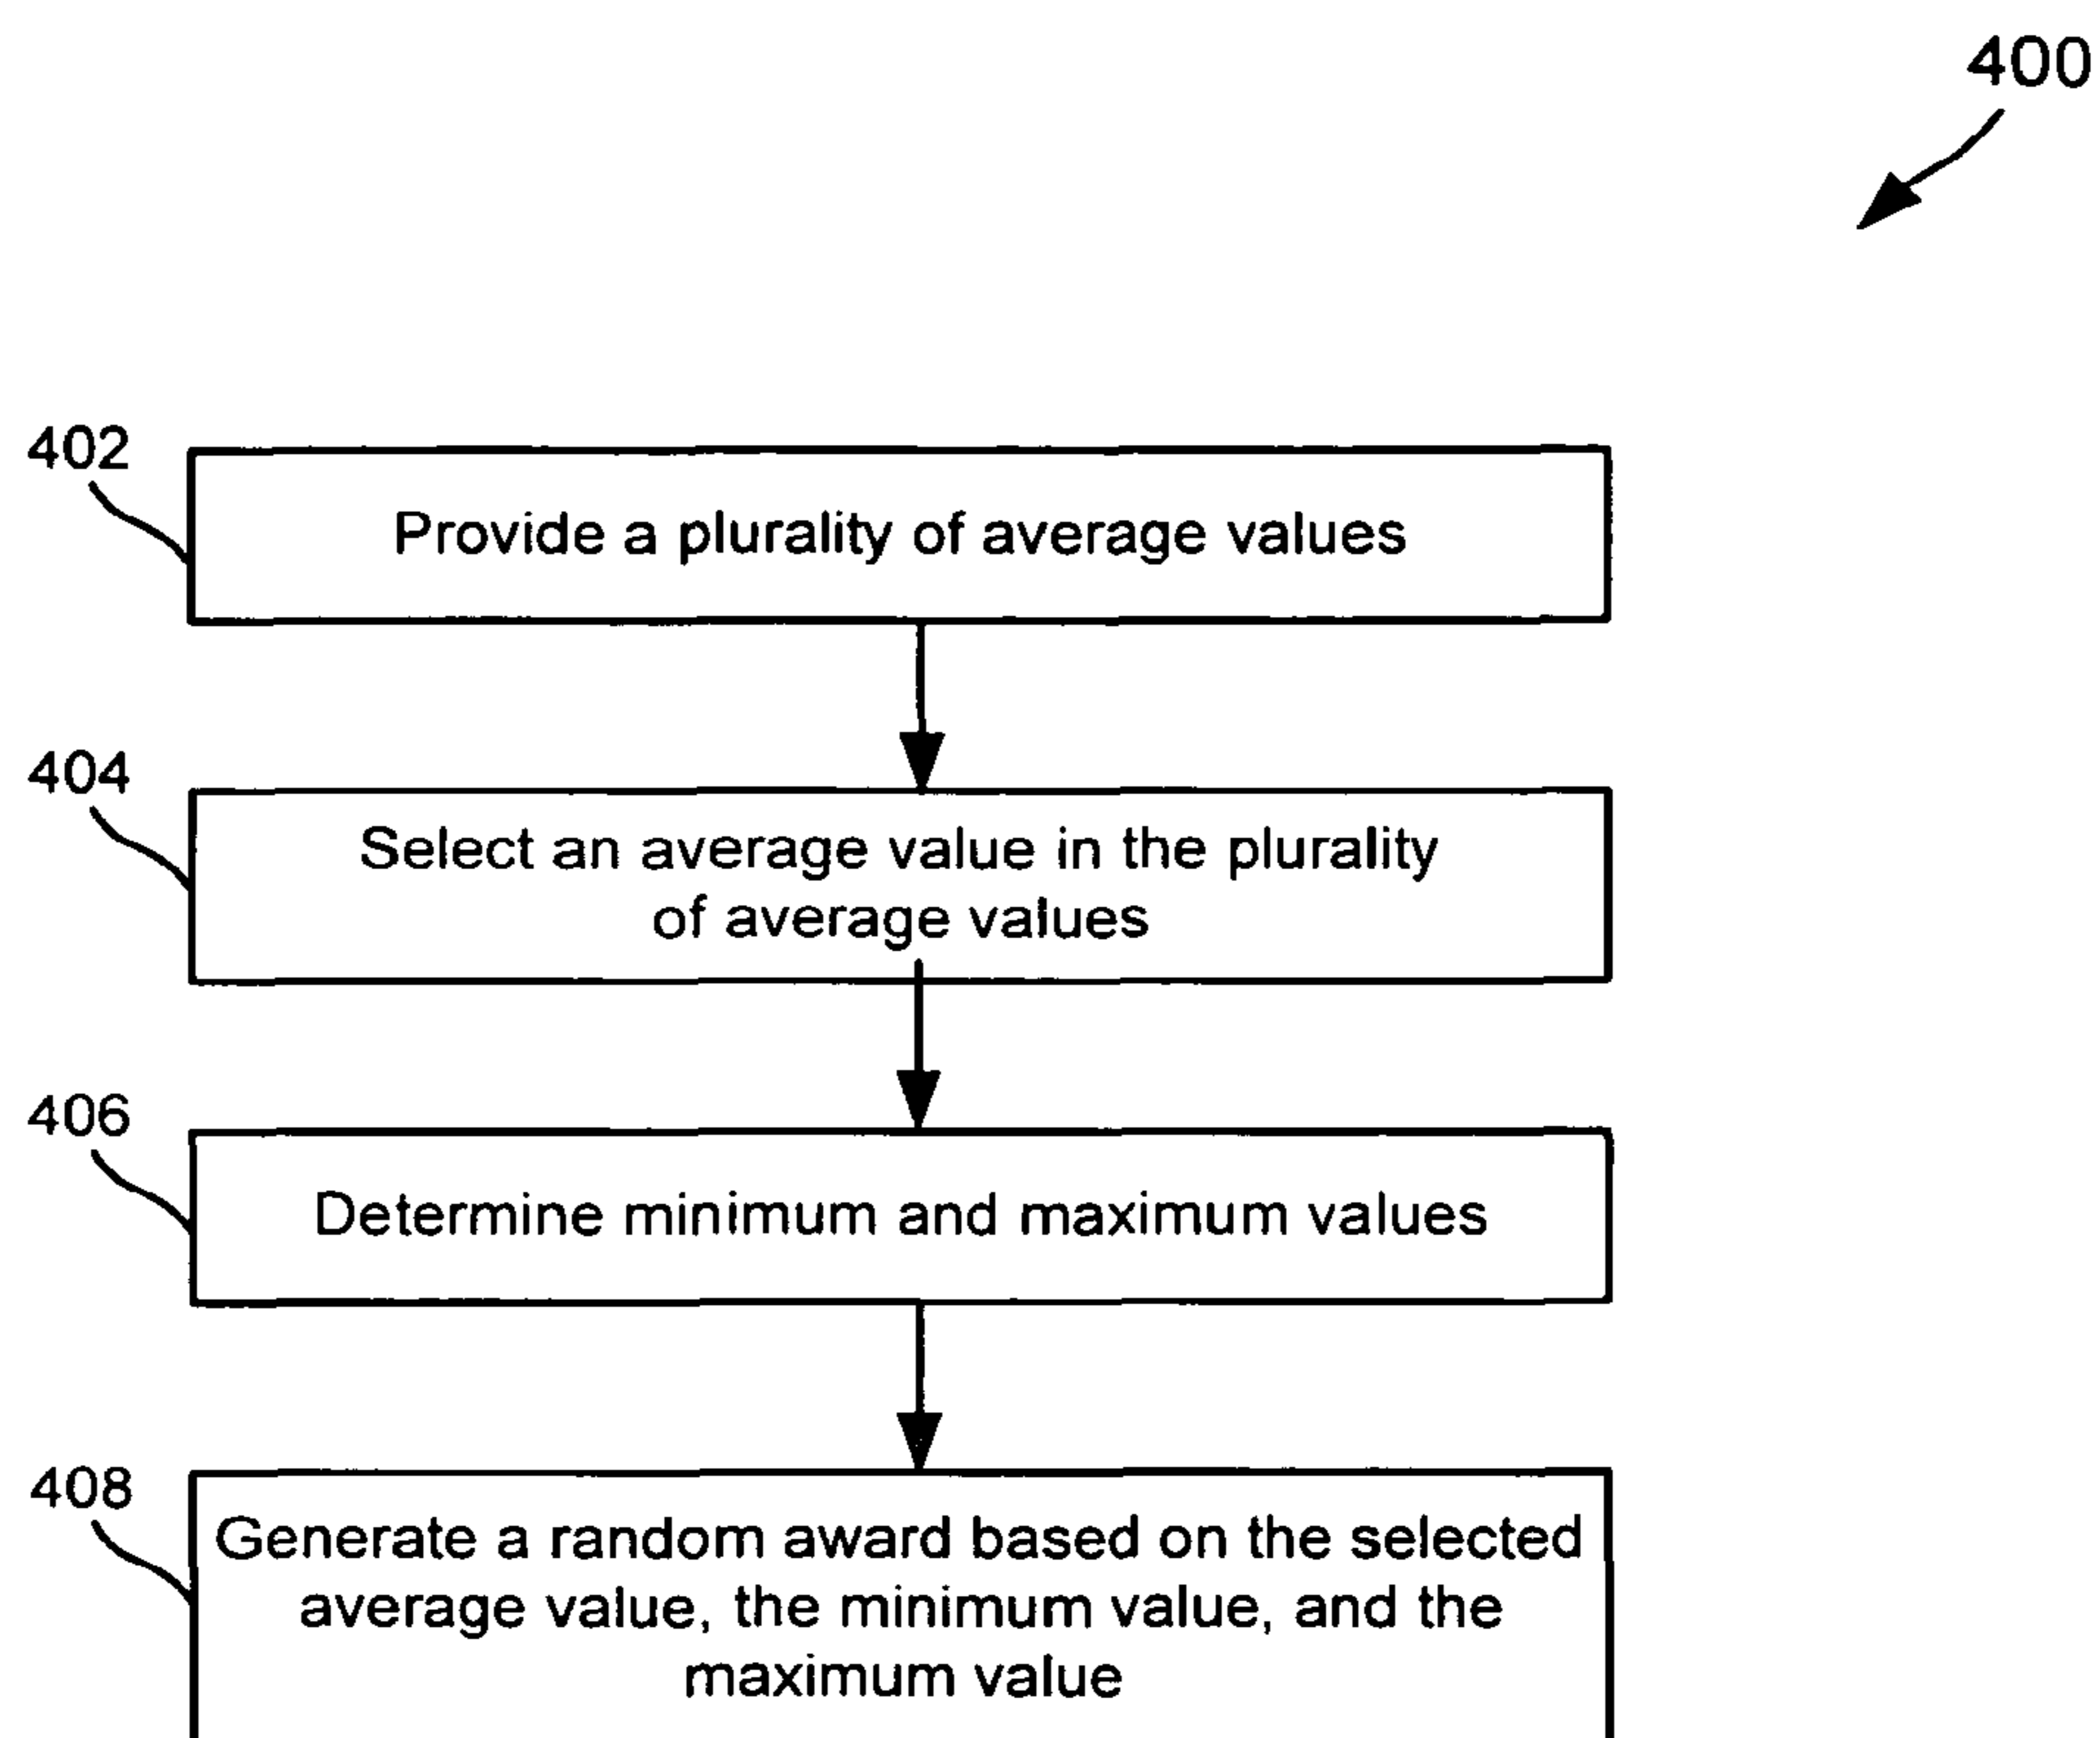 400
402
Provide a plurality of average values
404
Select an average value in the plurality
of average values
406
Determine minimum and maximum values
408
Generate a random award based on the selected
average value, the minimum value, and the
maximum value